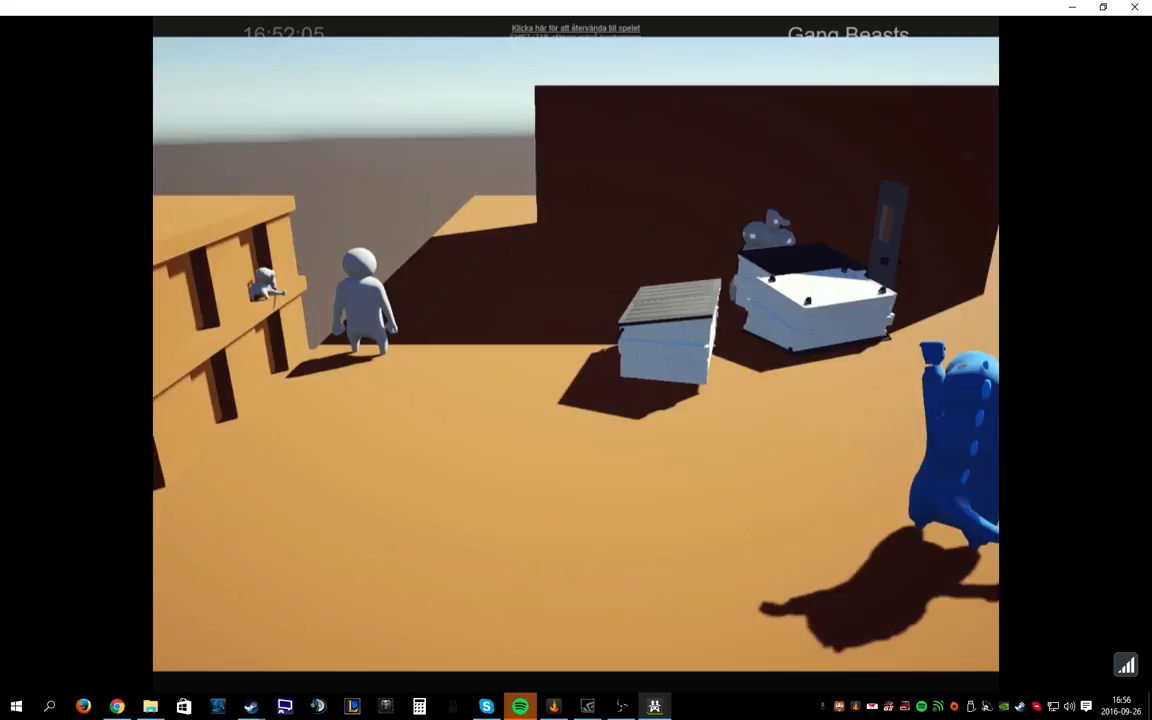 16:52:05
Klicka här för att återvända till spelet
Gang Beasts
16:56
2016-09-26